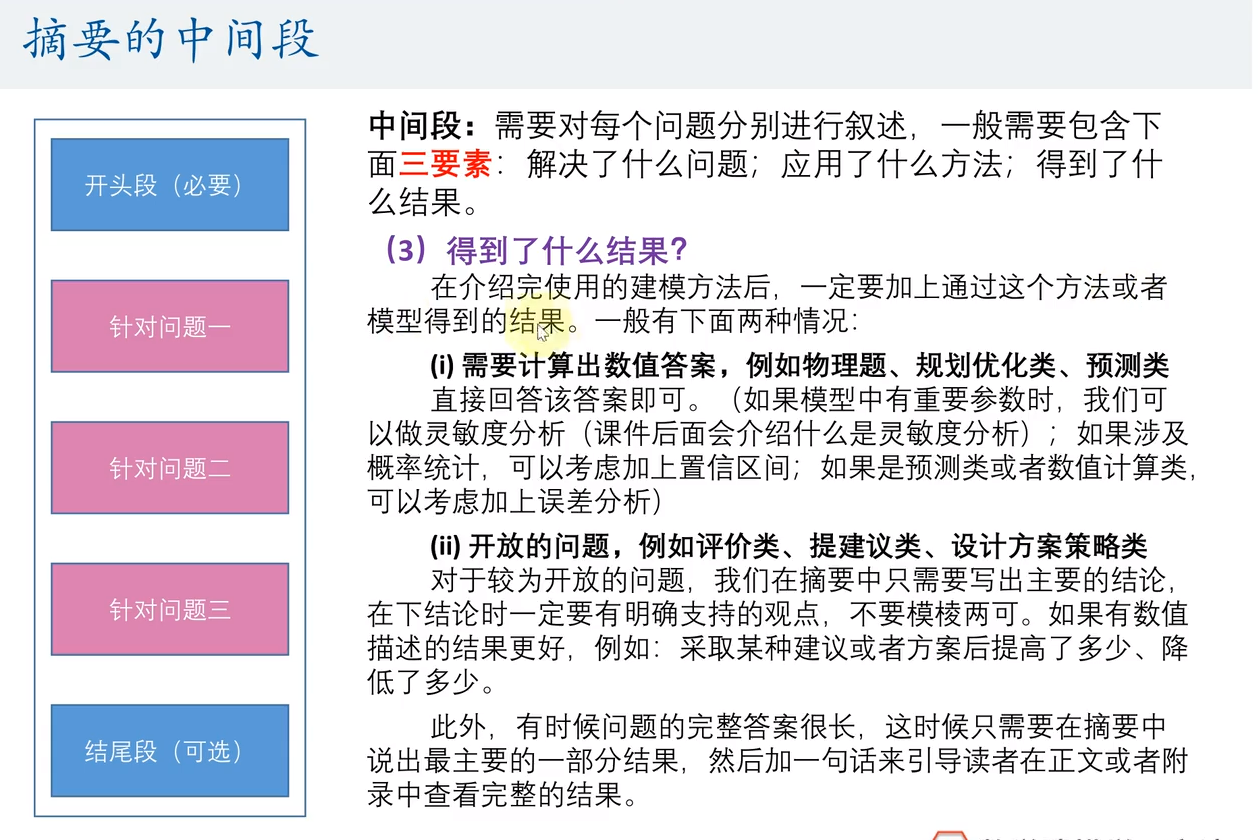 摘要的中间段
开头段（必要）
针对问题一
针对问题二
针对问题三
结尾段（可选）
中间段：需要对每个问题分别进行叙述，一般需要包含下
面三要素：解决了什么问题；应用了什么方法；得到了什
么结果。
（3）得到了什么结果？
在介绍完使用的建模方法后，一定要加上通过这个方法或者
模型得到的结果。一般有下面两种情况：
(i) 需要计算出数值答案，例如物理题、规划优化类、预测类
直接回答该答案即可。（如果模型中有重要参数时，我们可
以做灵敏度分析（课件后面会介绍什么是灵敏度分析）；如果涉及
概率统计，可以考虑加上置信区间；如果是预测类或者数值计算类，
可以考虑加上误差分析）
(ii) 开放的问题，例如评价类、提建议类、设计方案策略类
对于较为开放的问题，我们在摘要中只需要写出主要的结论，
在下结论时一定要有明确支持的观点，不要模棱两可。如果有数值
描述的结果更好，例如：采取某种建议或者方案后提高了多少、降
低了多少。
此外，有时候问题的完整答案很长，这时候只需要在摘要中
说出最主要的一部分结果，然后加一句话来引导读者在正文或者附
录中查看完整的结果。